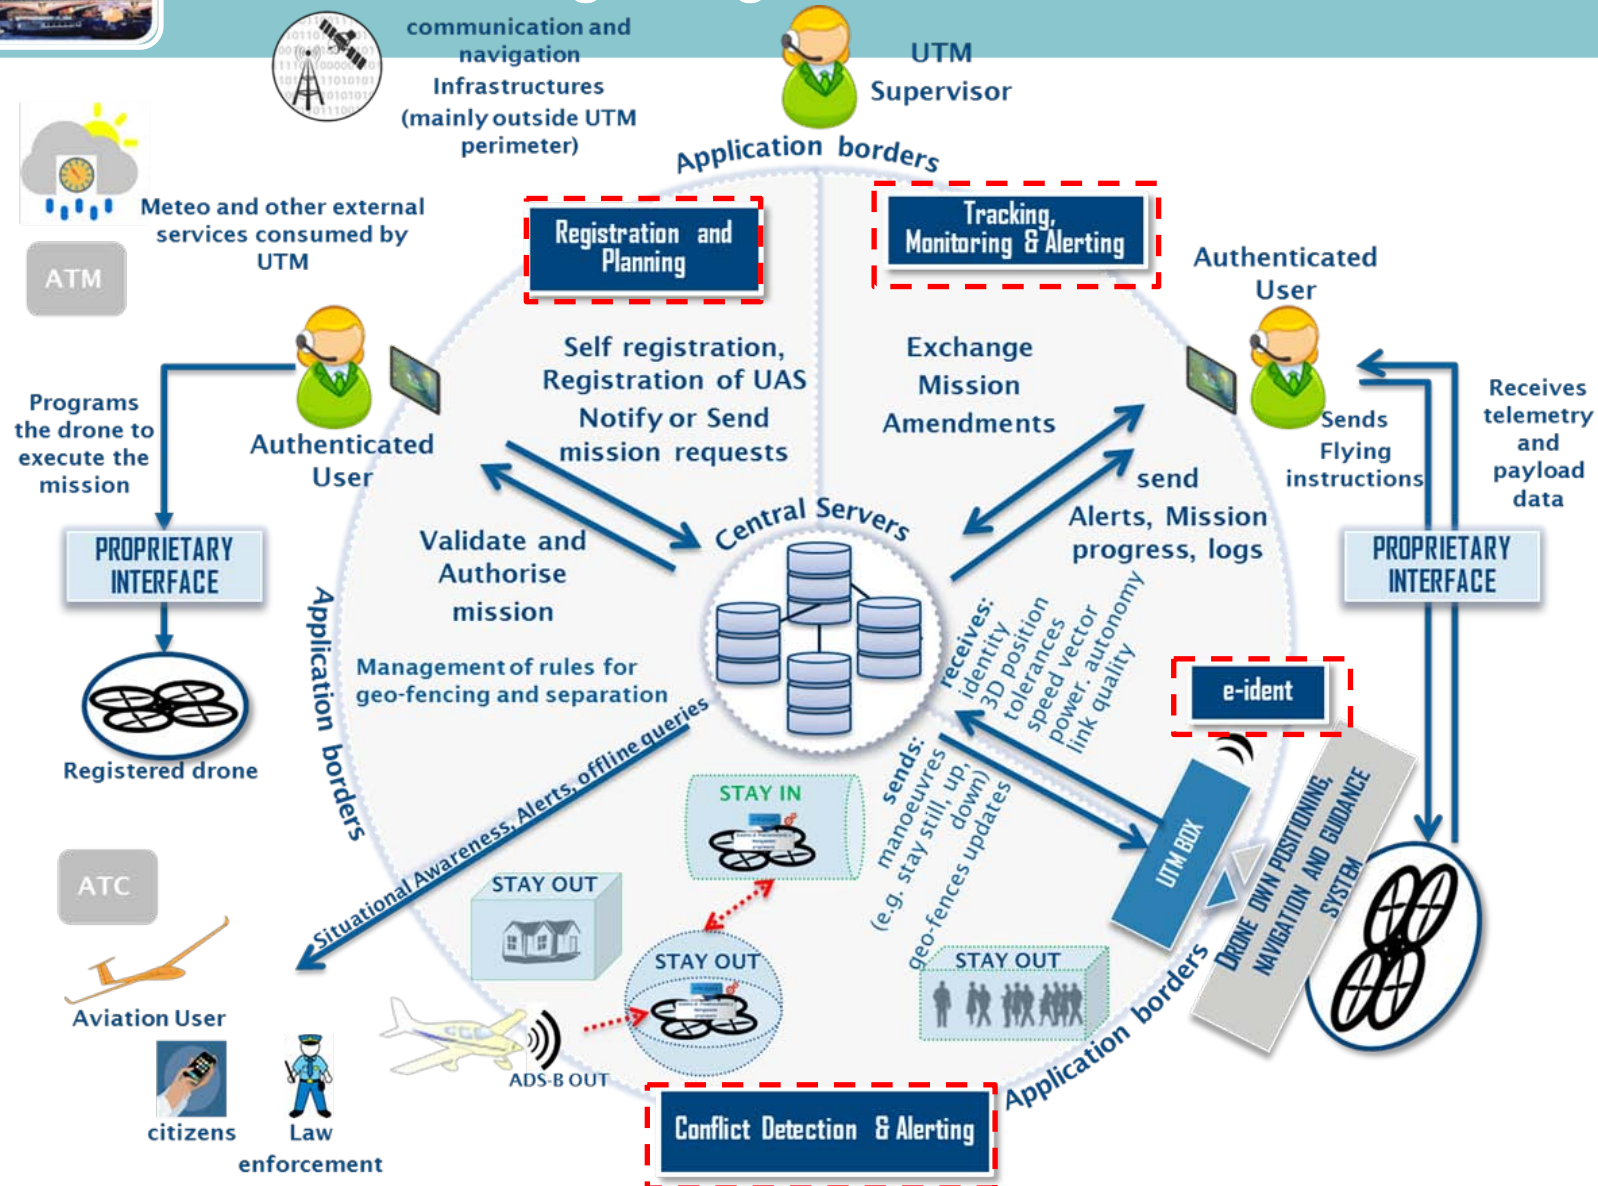 communication and
navigation
Infrastructures
(mainly outside UTM
perimeter)
UTM
Supervisor
Application borders
Meteo and other external
services consumed by
UTM
ATM
Registration and
Planning
Tracking,
Monitoring & Alerting
Authenticated
User
Self registration,
Registration of UAS
Notify or Send
mission requests
Exchange
Mission
Amendments
Programs
the drone to
execute the
mission
Authenticated
User
Sends
Flying
instructions
Receives
telemetry
and
payload
data
send
Alerts, Mission
progress, logs
Central Servers
Validate and
Authorise
mission
PROPRIETARY
INTERFACE
PROPRIETARY
INTERFACE
Application borders
Management of rules for
geo-fencing and separation
receives:
identity
3D position
tolerances
speed vector
power. autonomy
link quality
e-ident
Registered drone
sends:
manoeuvres
(e.g. stay still, up,
down)
geo-fences updates
UTM BOX
DRONE OWN POSITIONING,
NAVIGATION AND GUIDANCE
SYSTEM
Situational Awareness, Alerts, offline queries
STAY IN
ATC
STAY OUT
STAY OUT
STAY OUT
Aviation User
ADS-B OUT
Application borders
citizens
Law
enforcement
Conflict Detection & Alerting